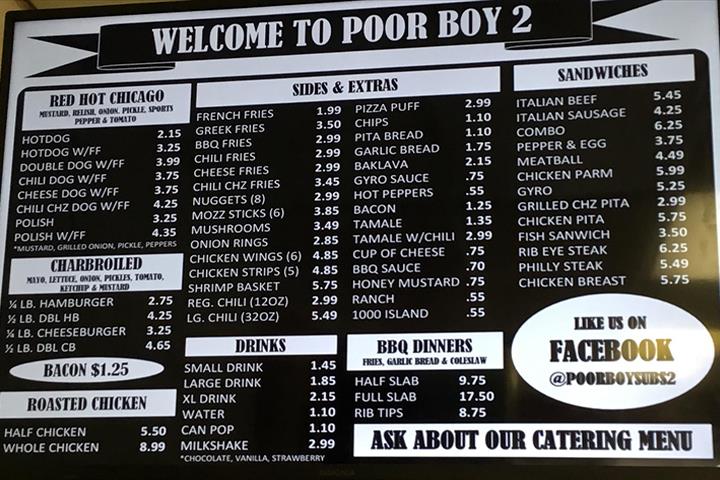 WELCOME TO POOR BOY 2
RED HOT CHICAGO
MUSTARD, RELISH, ONION, PICKLE, SPORTS
PEPPER & TOMATO
HOTDOG 2.15
HOTDOG W/FF 3.25
DOUBLE DOG W/FF 3.99
CHILI DOG W/FF 3.75
CHEESE DOG W/FF 3.75
CHILI CHZ DOG W/FF 4.25
POLISH 3.25
POLISH W/FF 4.35
*MUSTARD, GRILLED ONION, PICKLE, PEPPERS
CHARBROILED
MAYO, LETTUCE, ONION, PICKLES, TOMATO,
KETCHUP & MUSTARD
¼ LB. HAMBURGER 2.75
½ LB. DBL HB 4.25
¼ LB. CHEESEBURGER 3.25
½ LB. DBL CB 4.65
BACON $1.25
ROASTED CHICKEN
HALF CHICKEN 5.50
WHOLE CHICKEN 8.99
SIDES & EXTRAS
FRENCH FRIES 1.99
GREEK FRIES 3.50
BBQ FRIES 2.99
CHILI FRIES 2.99
CHEESE FRIES 2.99
CHILI CHZ FRIES 3.45
NUGGETS (8) 2.99
MOZZ STICKS (6) 3.85
MUSHROOMS 3.49
ONION RINGS 2.85
CHICKEN WINGS (6) 4.85
CHICKEN STRIPS (5) 4.85
SHRIMP BASKET 5.75
REG. CHILI (12OZ) 2.99
LG. CHILI (32OZ) 5.49
PIZZA PUFF 2.99
CHIPS 1.10
PITA BREAD 1.10
GARLIC BREAD 1.75
BAKLAVA 2.15
GYRO SAUCE .75
HOT PEPPERS .55
BACON 1.25
TAMALE 1.35
TAMALE W/CHILI 2.99
CUP OF CHEESE .75
BBQ SAUCE .70
HONEY MUSTARD .75
RANCH .55
1000 ISLAND .55
DRINKS
SMALL DRINK 1.45
LARGE DRINK 1.85
XL DRINK 2.15
WATER 1.10
CAN POP 1.10
MILKSHAKE 2.99
*CHOCOLATE, VANILLA, STRAWBERRY
BBQ DINNERS
FRIES, GARLIC BREAD & COLESLAW
HALF SLAB 9.75
FULL SLAB 17.50
RIB TIPS 8.75
SANDWICHES
ITALIAN BEEF 5.45
ITALIAN SAUSAGE 4.25
COMBO 6.25
PEPPER & EGG 3.75
MEATBALL 4.49
CHICKEN PARM 5.99
GYRO 5.25
GRILLED CHZ PITA 2.99
CHICKEN PITA 5.75
FISH SANWICH 3.50
RIB EYE STEAK 6.25
PHILLY STEAK 5.49
CHICKEN BREAST 5.75
LIKE US ON
FACEBOOK
@POORBOYSUBS2
ASK ABOUT OUR CATERING MENU